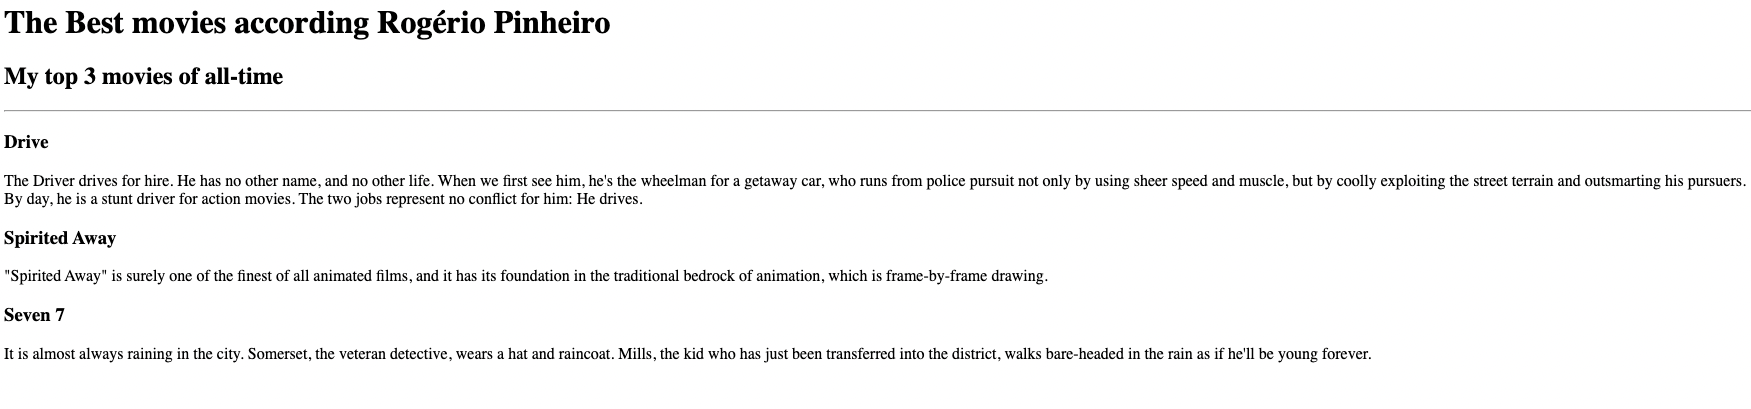 The Best movies according Rogério Pinheiro
My top 3 movies of all-time
Drive
The Driver drives for hire. He has no other name, and no other life. When we first see him, he's the wheelman for a getaway car, who runs from police pursuit not only by using sheer speed and muscle, but by coolly exploiting the street terrain and outsmarting his pursuers.
By day, he is a stunt driver for action movies. The two jobs represent no conflict for him: He drives.
Spirited Away
"Spirited Away" is surely one of the finest of all animated films, and it has its foundation in the traditional bedrock of animation, which is frame-by-frame drawing.
Seven 7
It is almost always raining in the city. Somerset, the veteran detective, wears a hat and raincoat. Mills, the kid who has just been transferred into the district, walks bare-headed in the rain as if he'll be young forever.